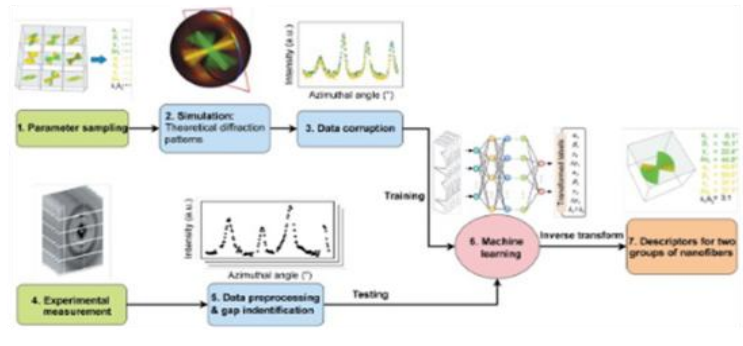 Intensity (a.u.)
Azimuthal angle (°)
1. Parameter sampling
2. Simulation:
Theoretical diffraction
patterns
3. Data corruption
Training
Transformed labels
Intensity (a.u.)
Azimuthal angle (°)
6. Machine
learning
Inverse transform
7. Descriptors for two
groups of nanofibers
4. Experimental
measurement
5. Data preprocessing
& gap indentification
Testing